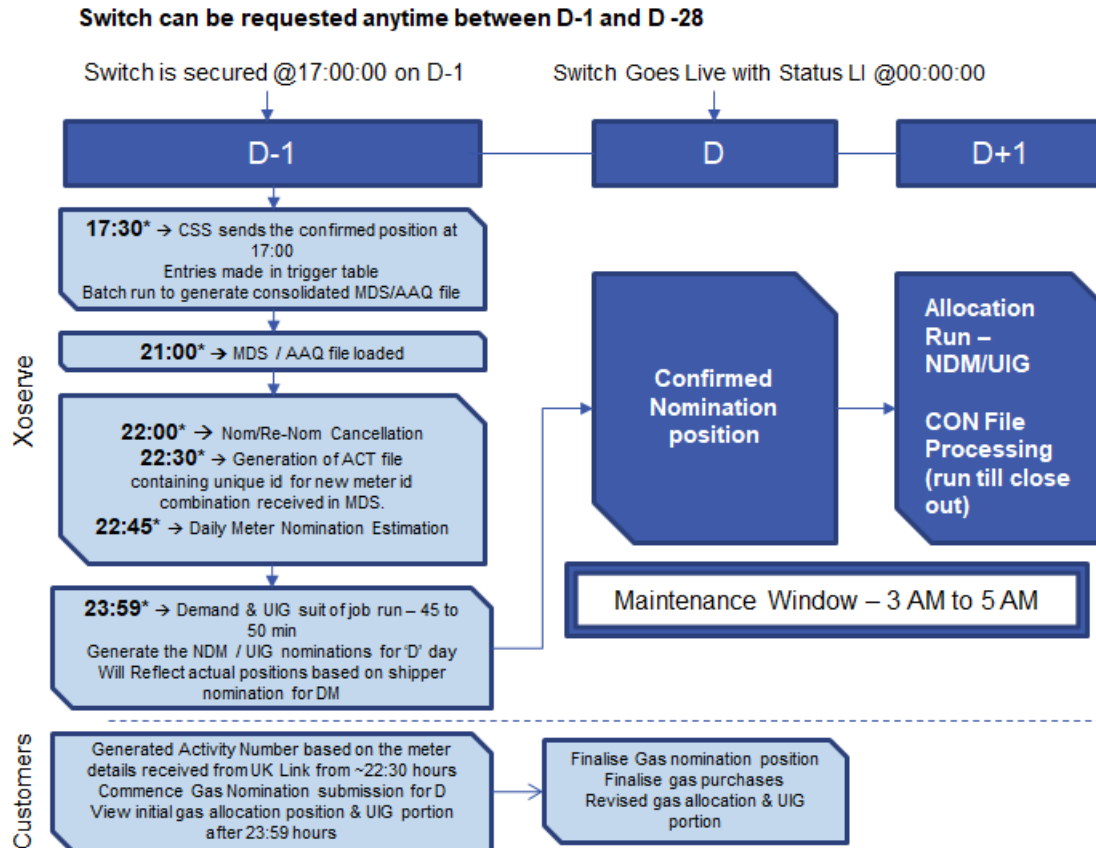 Switch can be requested anytime between D-1 and D -28
Switch is secured @17:00:00 on D-1
Switch Goes Live with Status LI @00:00:00
D-1
D
D+1
Xoserve
17:30* → CSS sends the confirmed position at
17:00
Entries made in trigger table
Batch run to generate consolidated MDS/AAQ file
21:00* → MDS / AAQ file loaded
22:00* → Nom/Re-Nom Cancellation
22:30* → Generation of ACT file
containing unique id for new meter id
combination received in MDS.
22:45* → Daily Meter Nomination Estimation
23:59* → Demand & UIG suit of job run – 45 to
50 min
Generate the NDM / UIG nominations for 'D' day
Will Reflect actual positions based on shipper
nomination for DM
Confirmed
Nomination
position
Allocation
Run –
NDM/UIG
CON File
Processing
(run till close
out)
Maintenance Window – 3 AM to 5 AM
Customers
Generated Activity Number based on the meter
details received from UK Link from ~22:30 hours
Commence Gas Nomination submission for D
View initial gas allocation position & UIG portion
after 23:59 hours
Finalise Gas nomination position
Finalise gas purchases
Revised gas allocation & UIG
portion